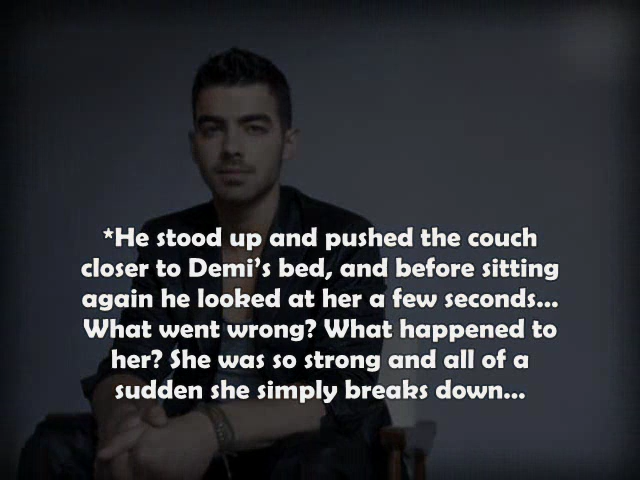 *He stood up and pushed the couch
closer to Demi’s bed, and before sitting
again he looked at her a few seconds...
What went wrong? What happened to
her? She was so strong and all of a
sudden she simply breaks down...